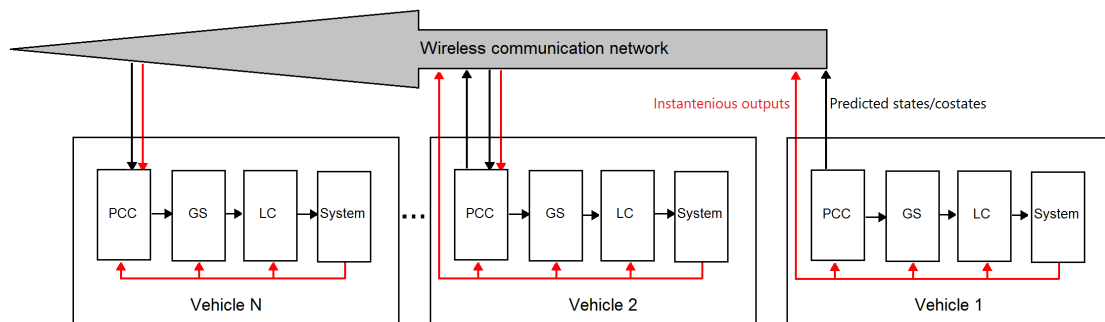 Wireless communication network
Instantenious outputs
Predicted states/costates
PCC
GS
LC
System
...
PCC
GS
LC
System
PCC
GS
LC
System
Vehicle N
Vehicle 2
Vehicle 1